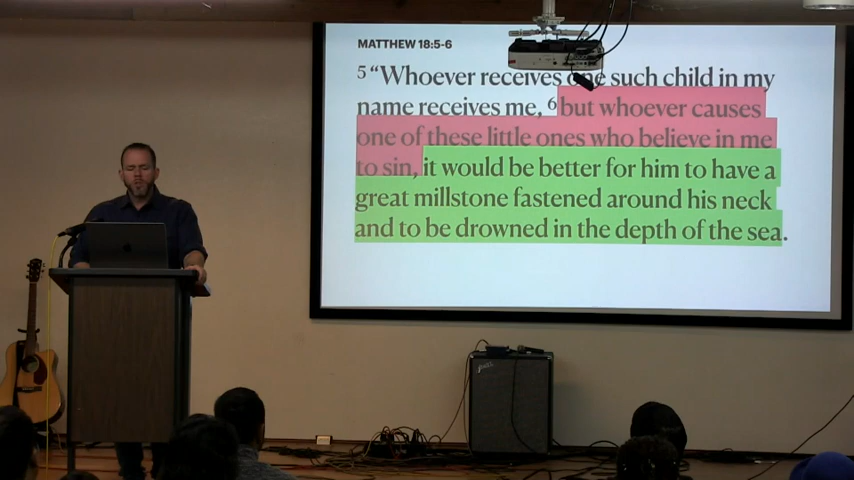 MATTHEW 18:5-6
5 “Whoever receives one such child in my
name receives me, 6 but whoever causes
one of these little ones who believe in me
to sin, it would be better for him to have a
great millstone fastened around his neck
and to be drowned in the depth of the sea.
Fender